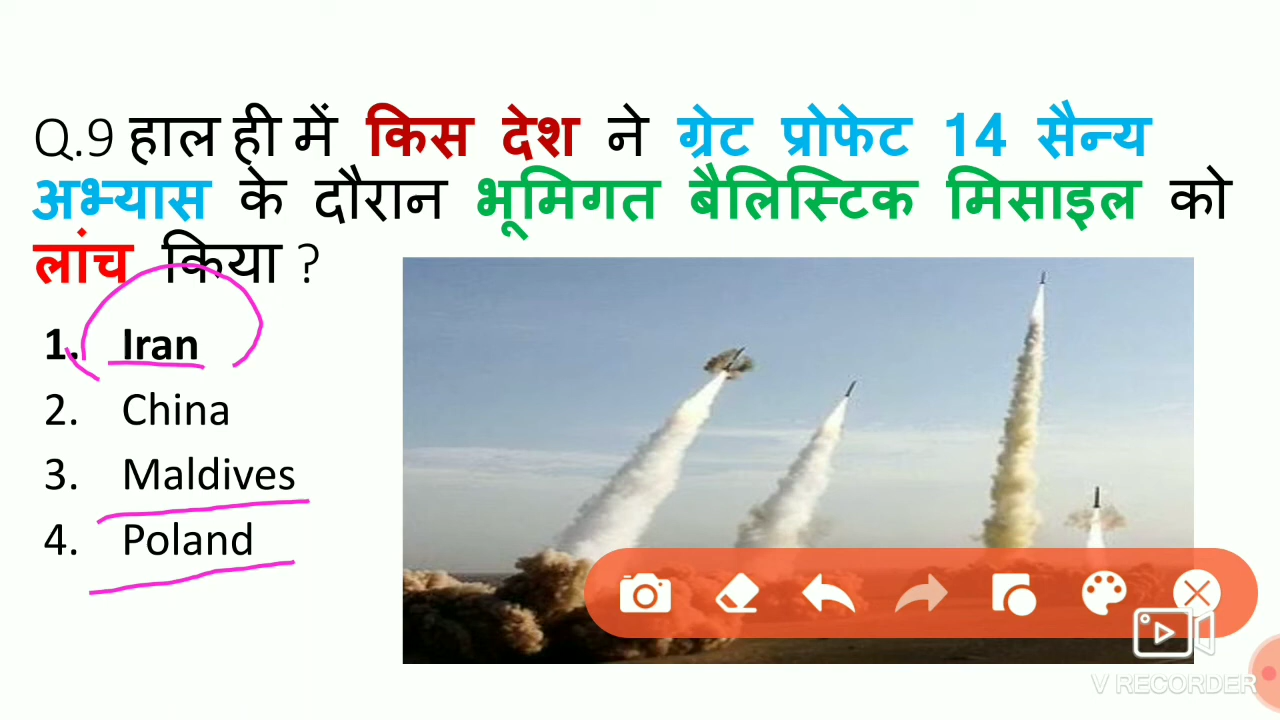 Q.9 हाल ही में किस देश ने ग्रेट प्रोफेट 14 सैन्य
अभ्यास के दौरान भूमिगत बैलिस्टिक मिसाइल को
लांच किया ?
1. Iran
2. China
3. Maldives
4. Poland
V RECORDER